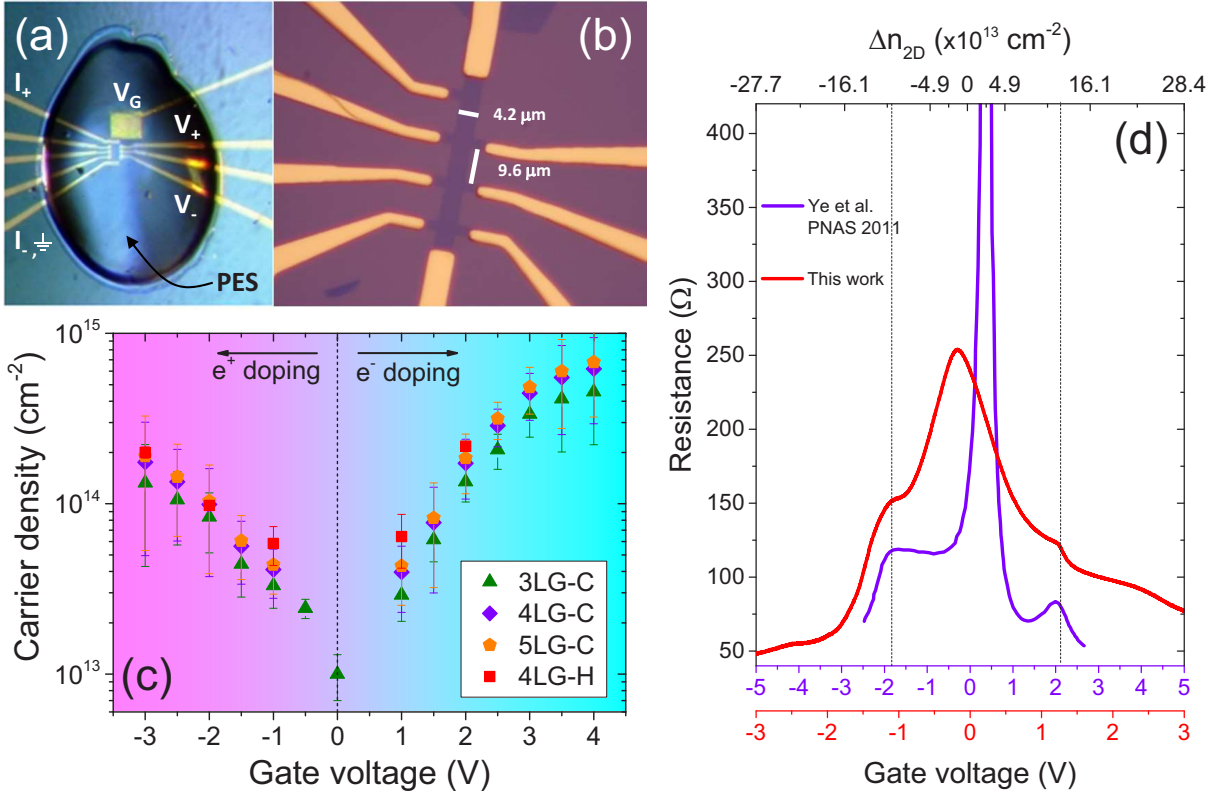 (a)
I+
VG
V+
V-
I-,⏚
PES
(b)
4.2 µm
9.6 µm
(c)
Carrier density (cm-2)
10^15
10^14
10^13
e+ doping
e- doping
3LG-C
4LG-C
5LG-C
4LG-H
-3 -2 -1 0 1 2 3 4
Gate voltage (V)
Δn2D (x10^13 cm-2)
-27.7 -16.1 -4.9 0 4.9 16.1 28.4
(d)
Resistance (Ω)
400
350
300
250
200
150
100
50
Ye et al.
PNAS 2011
This work
-5 -4 -3 -2 -1 0 1 2 3 4 5
-3 -2 -1 0 1 2 3
Gate voltage (V)